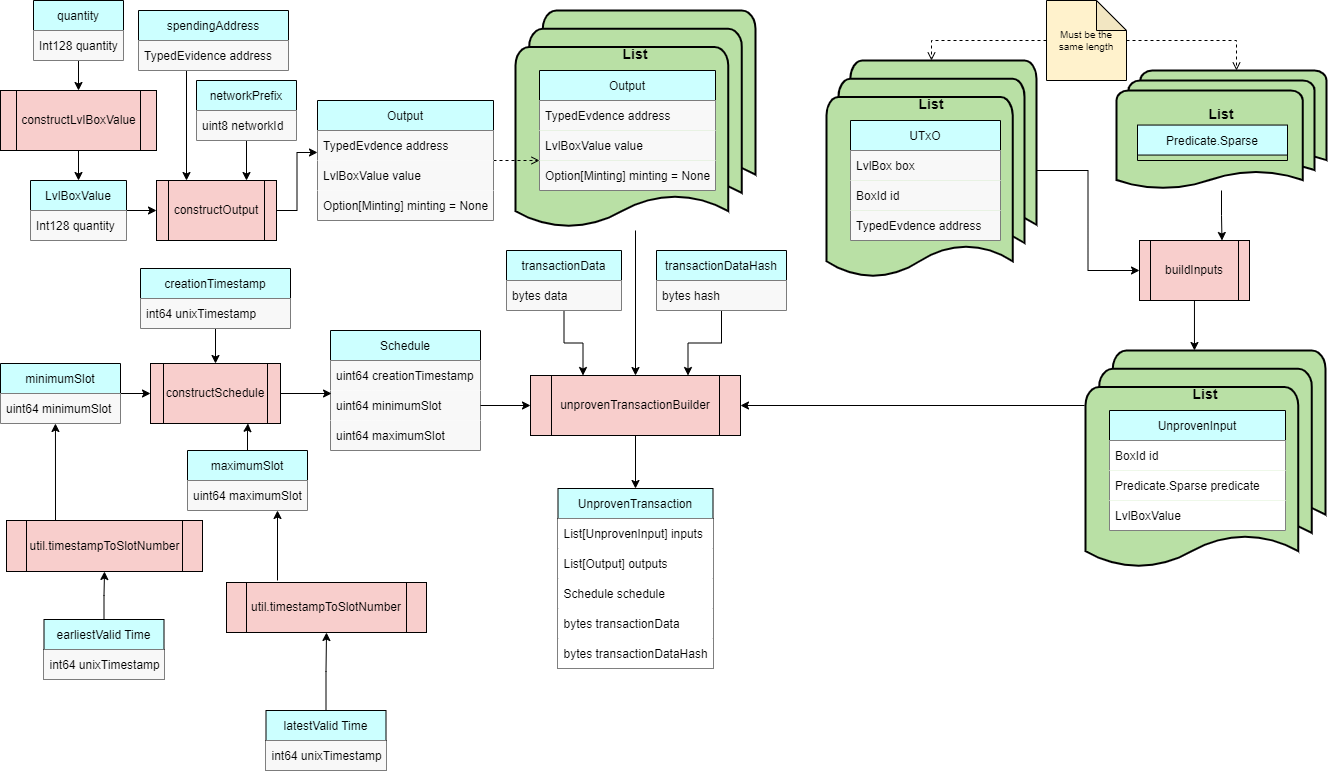 quantity
Int128 quantity
spendingAddress
TypedEvidence address
networkPrefix
uint8 networkId
constructLvlBoxValue
LvlBoxValue
Int128 quantity
constructOutput
Output
TypedEvdence address
LvlBoxValue value
Option[Minting] minting = None
List
Output
TypedEvdence address
LvlBoxValue value
Option[Minting] minting = None
Must be the
same length
List
UTxO
LvlBox box
BoxId id
TypedEvdence address
List
Predicate.Sparse
buildInputs
transactionData
bytes data
transactionDataHash
bytes hash
creationTimestamp
int64 unixTimestamp
minimumSlot
uint64 minimumSlot
constructSchedule
Schedule
uint64 creationTimestamp
uint64 minimumSlot
uint64 maximumSlot
unprovenTransactionBuilder
List
UnprovenInput
BoxId id
Predicate.Sparse predicate
LvlBoxValue
maximumSlot
uint64 maximumSlot
util.timestampToSlotNumber
earliestValid Time
int64 unixTimestamp
util.timestampToSlotNumber
latestValid Time
int64 unixTimestamp
UnprovenTransaction
List[UnprovenInput] inputs
List[Output] outputs
Schedule schedule
bytes transactionData
bytes transactionDataHash